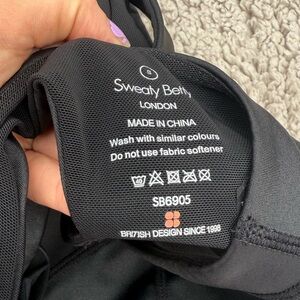 S
Sweaty Betty
LONDON
MADE IN CHINA
Wash with similar colours
Do not use fabric softener
SB6905
BRITISH DESIGN SINCE 1998